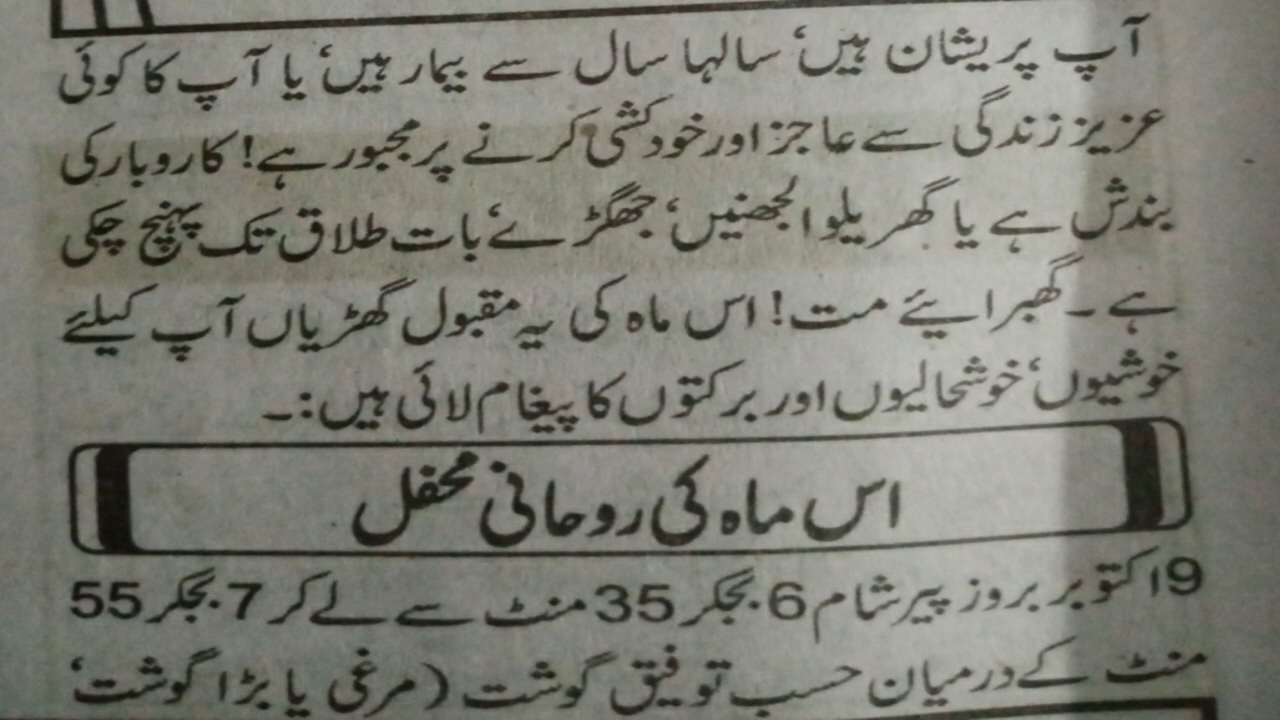 آپ پریشان ہیں‘ سالہا سال سے بیمار ہیں‘ یا آپ کا کوئی
عزیز زندگی سے عاجز اور خودکشی کرنے پر مجبور ہے! کاروبار کی
بندش ہے یا گھریلو الجھنیں‘ جھگڑے‘ بات طلاق تک پہنچ چکی
ہے۔ گھبرائیے مت! اس ماہ کی یہ مقبول گھڑیاں آپ کیلئے
خوشیوں‘ خوشحالیوں اور برکتوں کا پیغام لائی ہیں:۔
اس ماہ کی روحانی محفل
9 اکتوبر بروز پیر شام 6 بجکر 35 منٹ سے لے کر 7 بجکر 55
منٹ کے درمیان حسب توفیق گوشت (مرغی یا بڑا گوشت‘